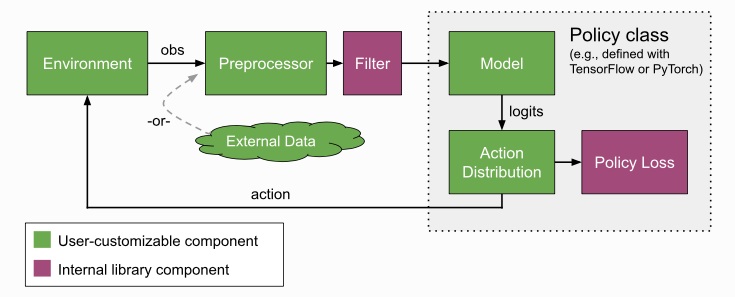 Policy class
(e.g., defined with
TensorFlow or PyTorch)
Environment
obs
Preprocessor
Filter
Model
logits
-or-
External Data
Action
Distribution
Policy Loss
action
User-customizable component
Internal library component